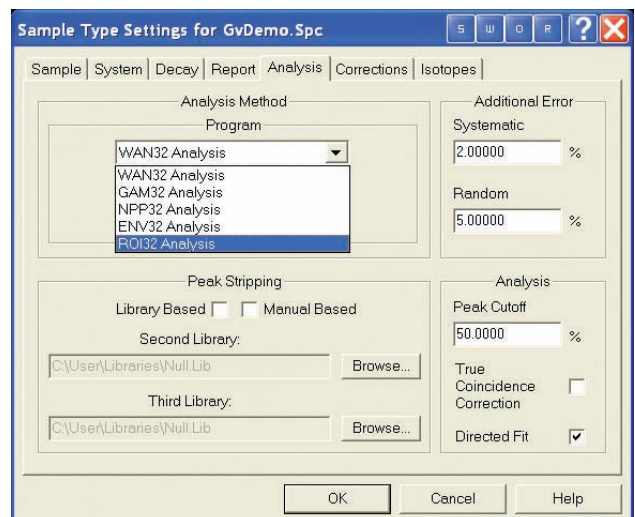 Sample Type Settings for GvDemo.Spc
S W O R ?
Sample System Decay Report Analysis Corrections Isotopes
Analysis Method
Program
WAN32 Analysis
WAN32 Analysis
GAM32 Analysis
NPP32 Analysis
ENV32 Analysis
ROI32 Analysis
Additional Error
Systematic
2.00000 %
Random
5.00000 %
Peak Stripping
Library Based Manual Based
Second Library:
C:\User\Libraries\Null.Lib Browse...
Third Library:
C:\User\Libraries\Null.Lib Browse...
Analysis
Peak Cutoff
50.0000 %
True
Coincidence
Correction
Directed Fit
OK Cancel Help